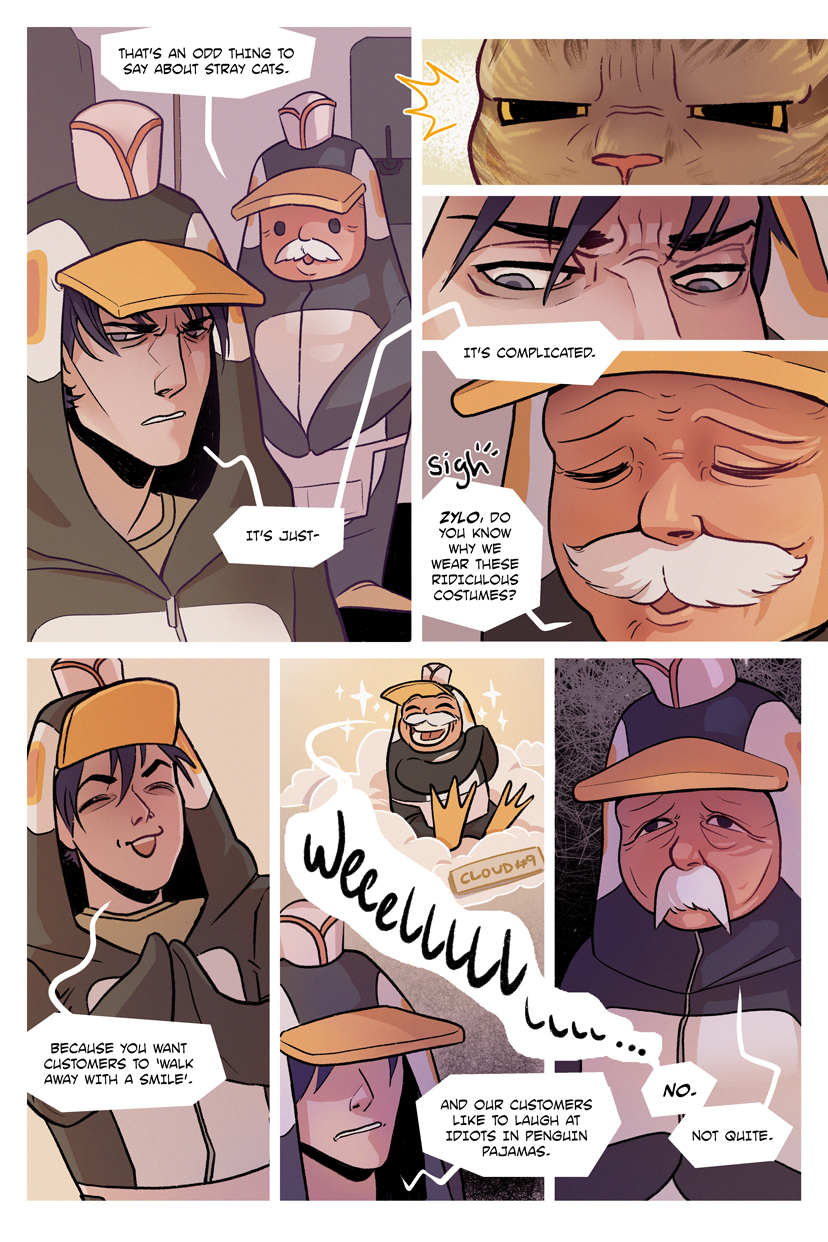 THAT'S AN ODD THING TO
SAY ABOUT STRAY CATS.
IT'S JUST-
IT'S COMPLICATED.
sigh
ZYLO, DO
YOU KNOW
WHY WE
WEAR THESE
RIDICULOUS
COSTUMES?
BECAUSE YOU WANT
CUSTOMERS TO 'WALK
AWAY WITH A SMILE'.
CLOUD #9
Weeelllllllll...
AND OUR CUSTOMERS
LIKE TO LAUGH AT
IDIOTS IN PENGUIN
PAJAMAS.
NO.
NOT QUITE.